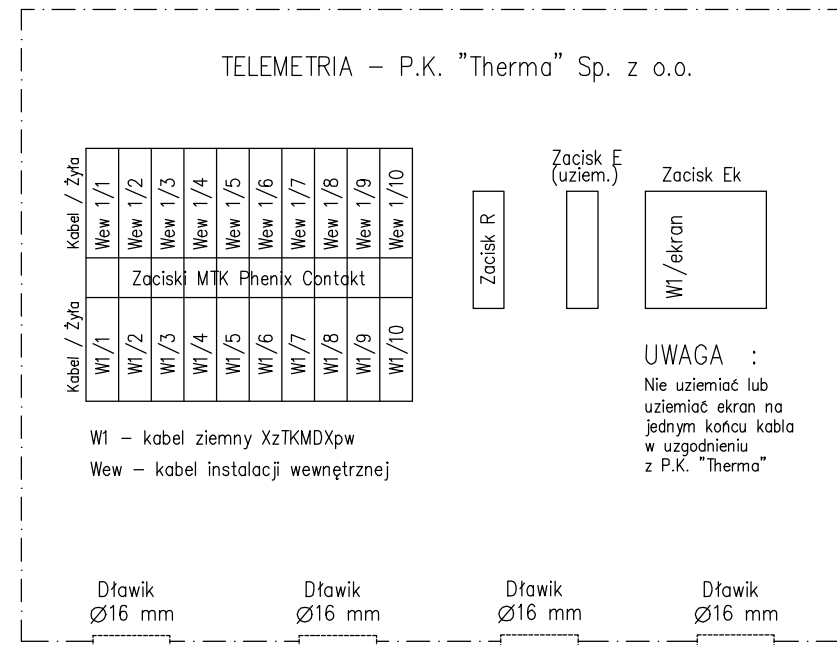 TELEMETRIA – P.K. "Therma" Sp. z o.o.
Kabel / Żyła
Wew 1/1
Wew 1/2
Wew 1/3
Wew 1/4
Wew 1/5
Wew 1/6
Wew 1/7
Wew 1/8
Wew 1/9
Wew 1/10
Zaciski MTK Phenix Contakt
Kabel / Żyła
W1/1
W1/2
W1/3
W1/4
W1/5
W1/6
W1/7
W1/8
W1/9
W1/10
Zacisk R
Zacisk E
(uziem.)
Zacisk Ek
W1/ekran
W1 – kabel ziemny XzTKMDXpw
Wew – kabel instalacji wewnętrznej
UWAGA :
Nie uziemiać lub
uziemiać ekran na
jednym końcu kabla
w uzgodnieniu
z P.K. "Therma"
Dławik
Ø16 mm
Dławik
Ø16 mm
Dławik
Ø16 mm
Dławik
Ø16 mm